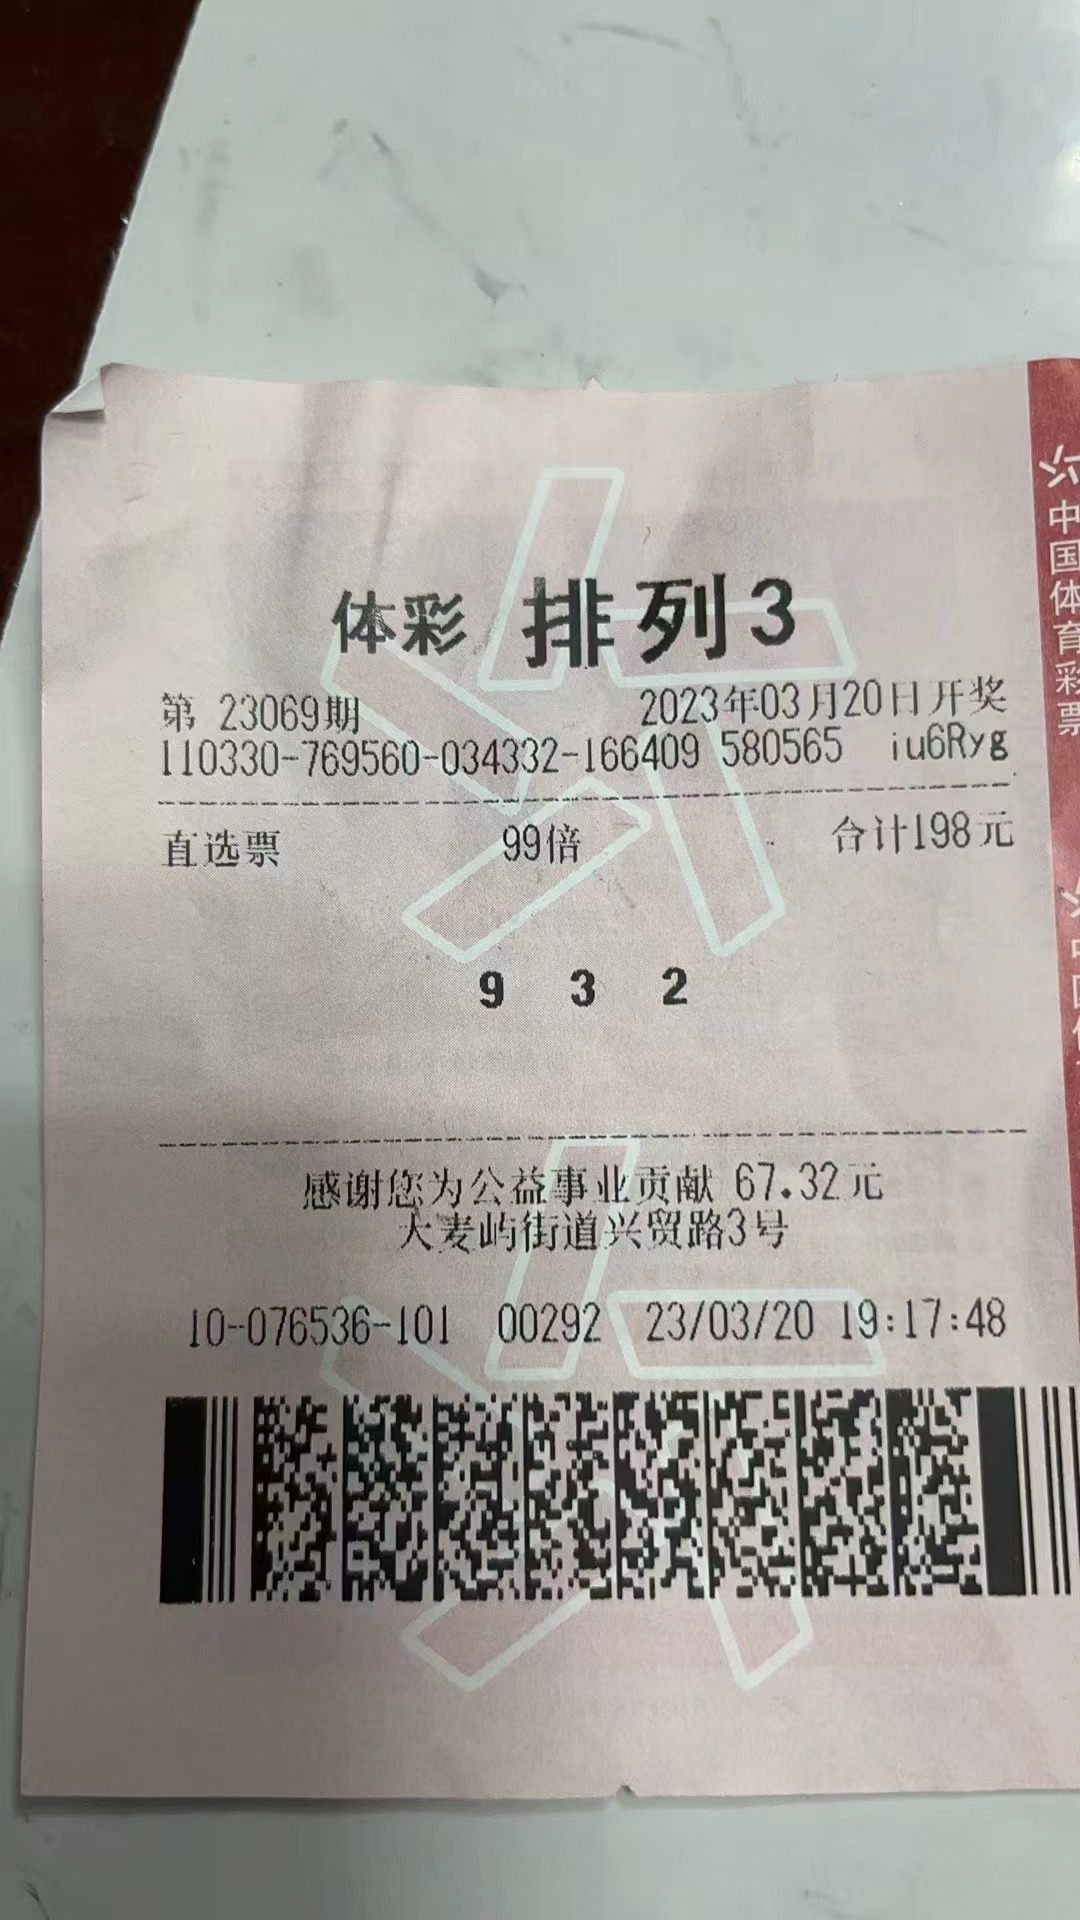 体彩 排列3
第 23069期 2023年03月20日开奖
110330-769560-034332-166409 580565 iu6Ryg
直选票 99倍 合计198元
9 3 2
感谢您为公益事业贡献 67.32元
大麦屿街道兴贸路3号
10-076536-101 00292 23/03/20 19:17:48
中国体育彩票